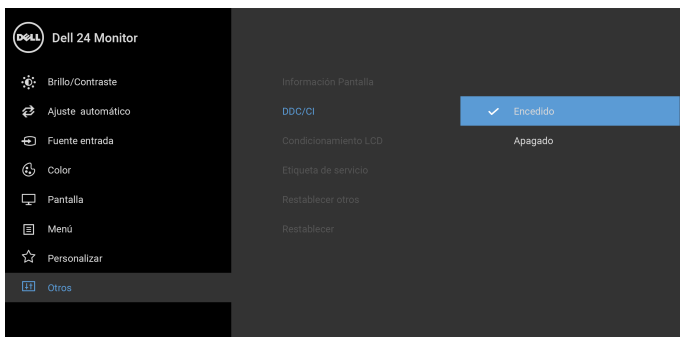 DELL Dell 24 Monitor
Brillo/Contraste
Ajuste automático
Fuente entrada
Color
Pantalla
Menú
Personalizar
Otros
Información Pantalla
DDC/CI
Condicionamiento LCD
Etiqueta de servicio
Restablecer otros
Restablecer
Encedido
Apagado